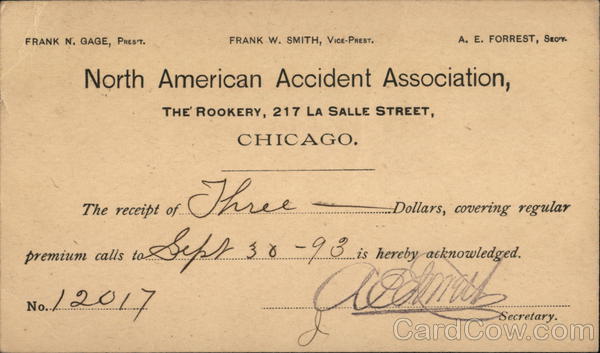 FRANK N. GAGE, PREST. FRANK W. SMITH, VICE-PREST. A. E. FORREST, SECY.
North American Accident Association,
THE ROOKERY, 217 LA SALLE STREET,
CHICAGO.
The receipt of Three Dollars, covering regular
premium calls to Sept 30 - 93 is hereby acknowledged.
No. 12017
Secretary.
CardCow.com